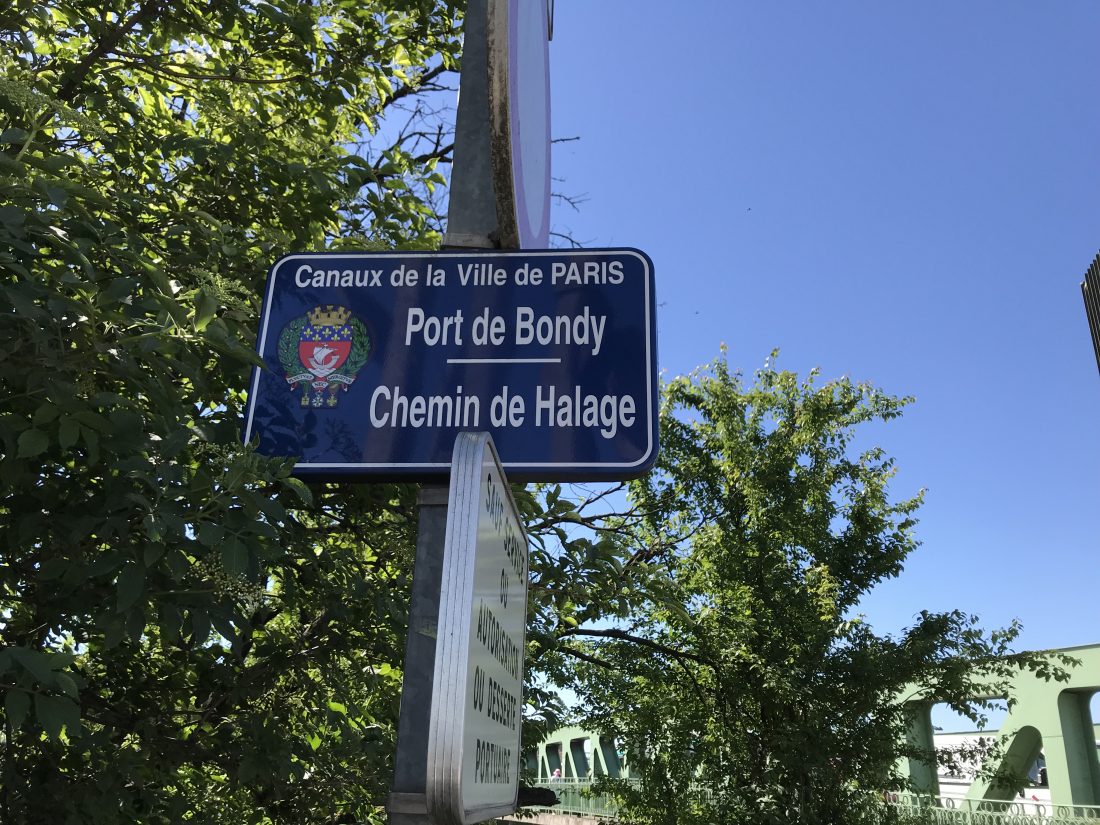 Canaux de la Ville de PARIS
Port de Bondy
Chemin de Halage
SAUF SERVICE
OU
AUTORISATION
OU DESSERTE
PORTUAIRE